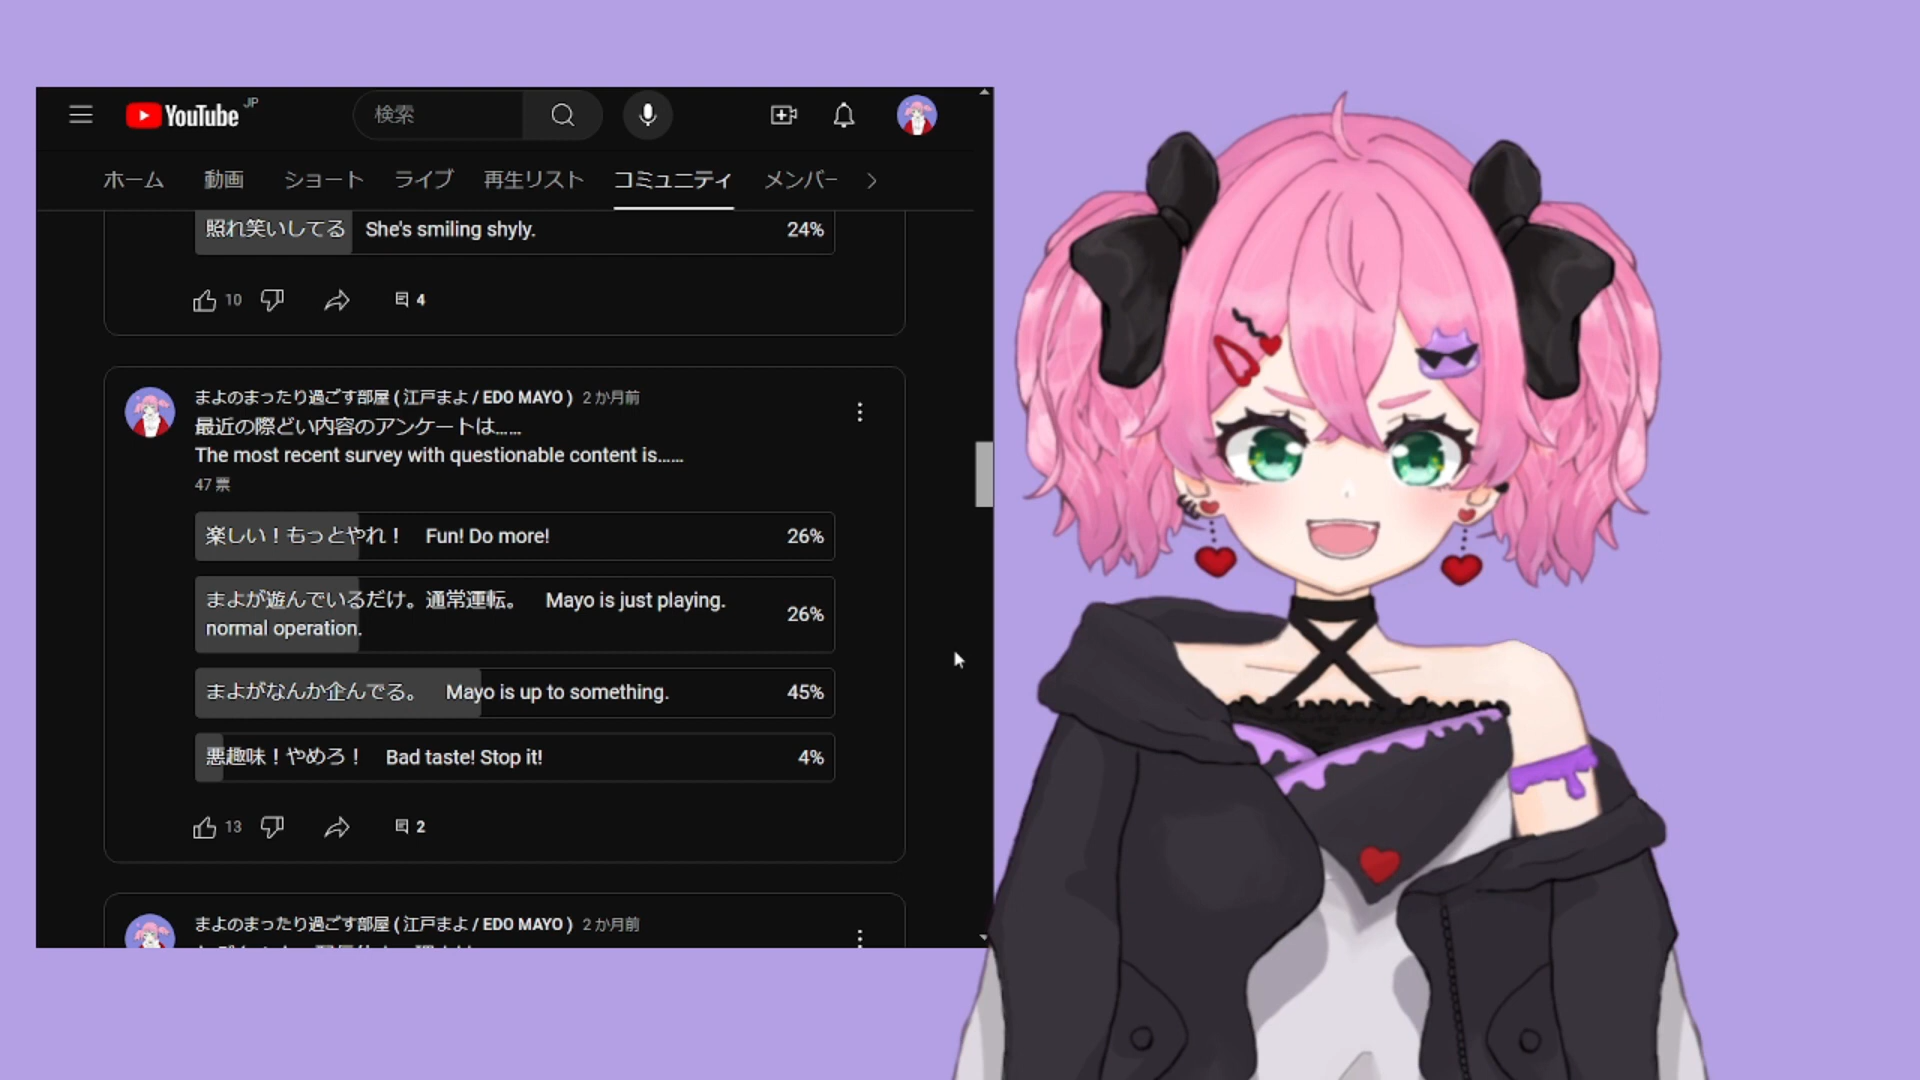 YouTube JP
検索
ホーム 動画 ショート ライブ 再生リスト コミュニティ メンバー
照れ笑いしてる She's smiling shyly. 24%
10 4
まよのまったり過ごす部屋 ( 江戸まよ / EDO MAYO ) 2 か月前
最近の際どい内容のアンケートは......
The most recent survey with questionable content is......
47 票
楽しい！もっとやれ！ Fun! Do more! 26%
まよが遊んでいるだけ。通常運転。 Mayo is just playing.
normal operation. 26%
まよがなんか企んでる。 Mayo is up to something. 45%
悪趣味！やめろ！ Bad taste! Stop it! 4%
13 2
まよのまったり過ごす部屋 ( 江戸まよ / EDO MAYO ) 2 か月前